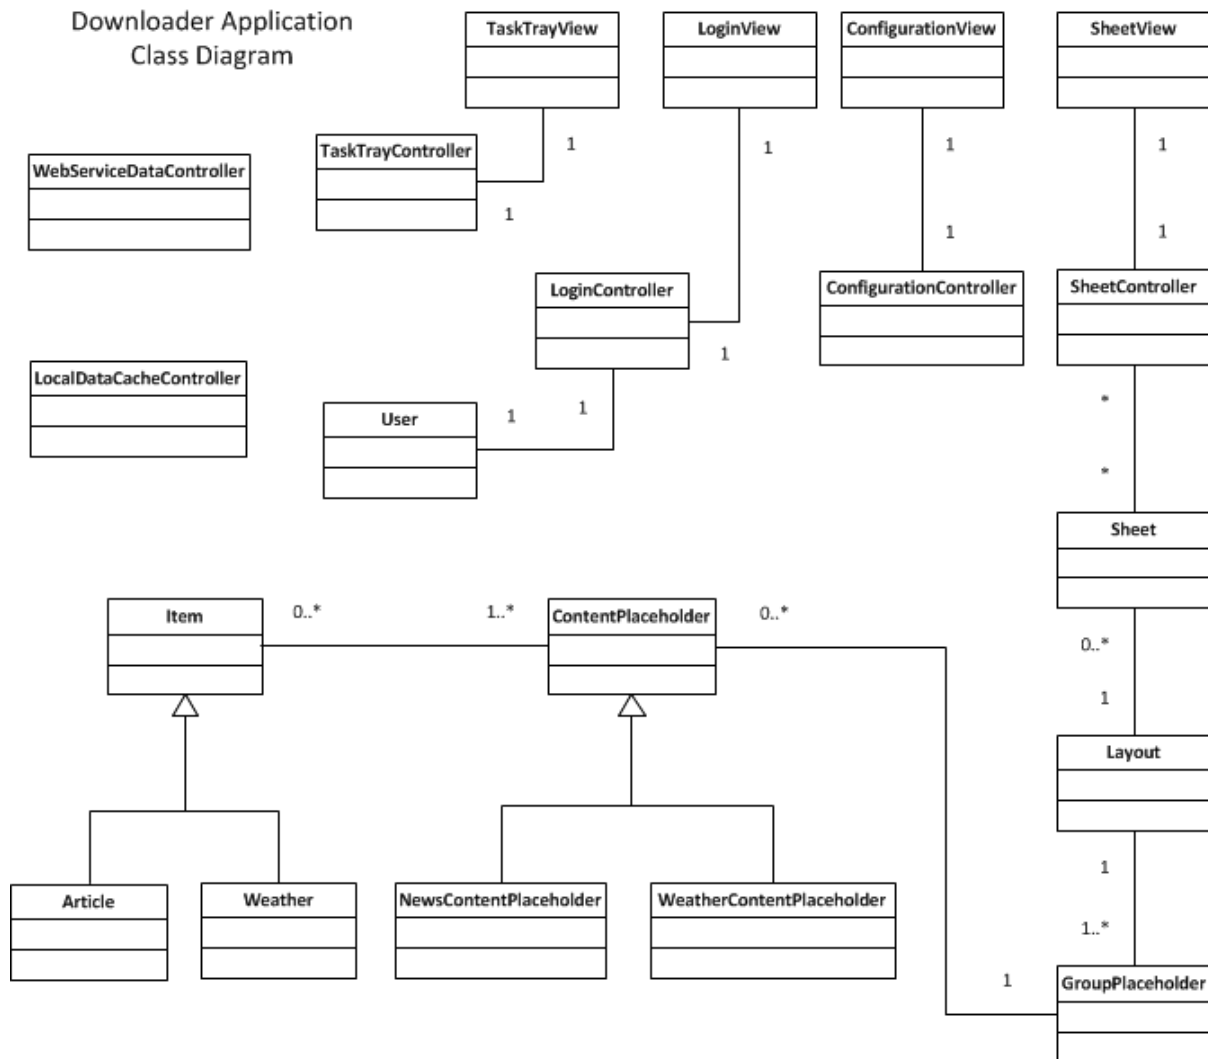 Downloader Application
Class Diagram
TaskTrayView
LoginView
ConfigurationView
SheetView
1
1
1
1
TaskTrayController
WebServiceDataController
1
1
1
LoginController
ConfigurationController
SheetController
1
LocalDataCacheController
*
User
1
1
*
Sheet
Item
0..*
1..*
ContentPlaceholder
0..*
0..*
1
Layout
1
Article
Weather
NewsContentPlaceholder
WeatherContentPlaceholder
1..*
1
GroupPlaceholder